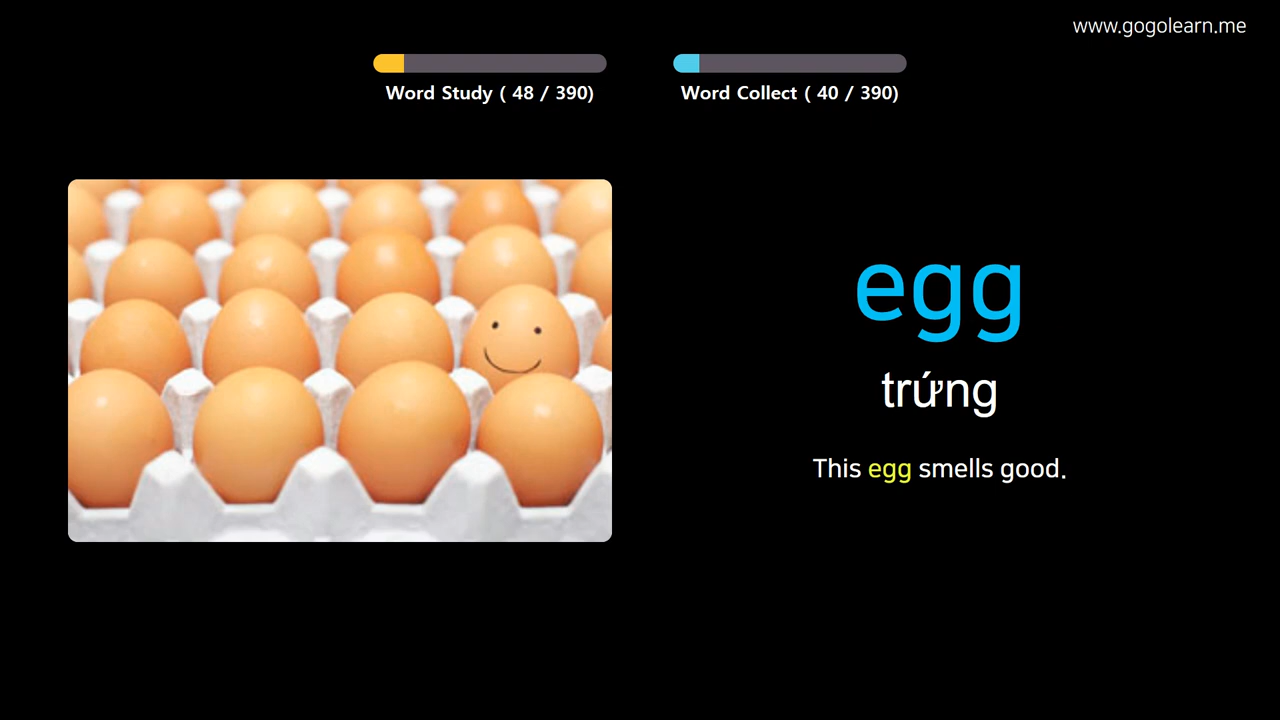 www.gogolearn.me
Word Study ( 48 / 390)
Word Collect ( 40 / 390)
egg
trứng
This egg smells good.